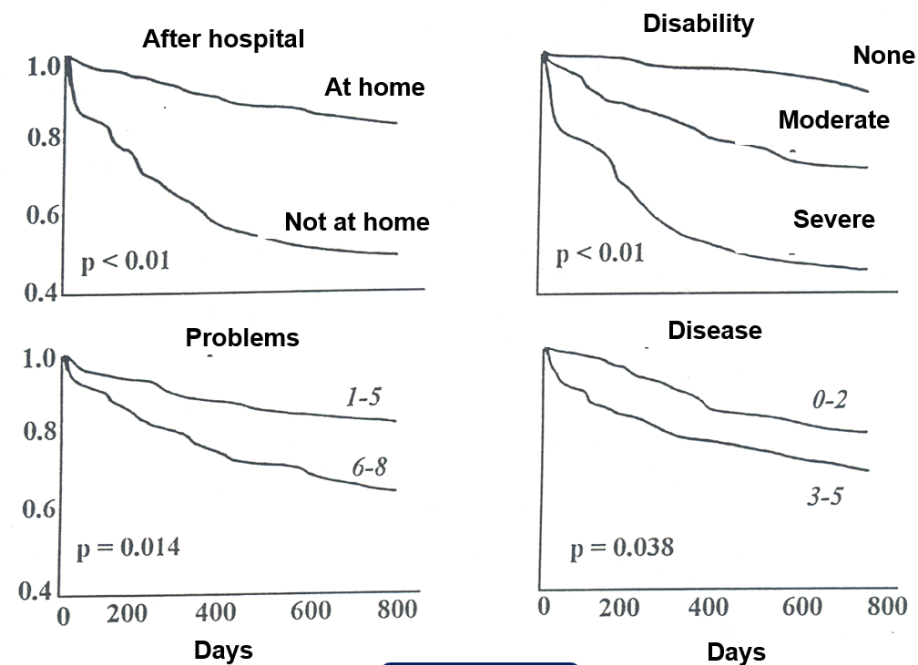 After hospital
1.0
At home
0.8
0.6
Not at home
p < 0.01
0.4
Disability
None
Moderate
Severe
p < 0.01
Problems
1.0
1-5
0.8
6-8
0.6
p = 0.014
0.4
0 200 400 600 800
Days
Disease
0-2
3-5
p = 0.038
0 200 400 600 800
Days